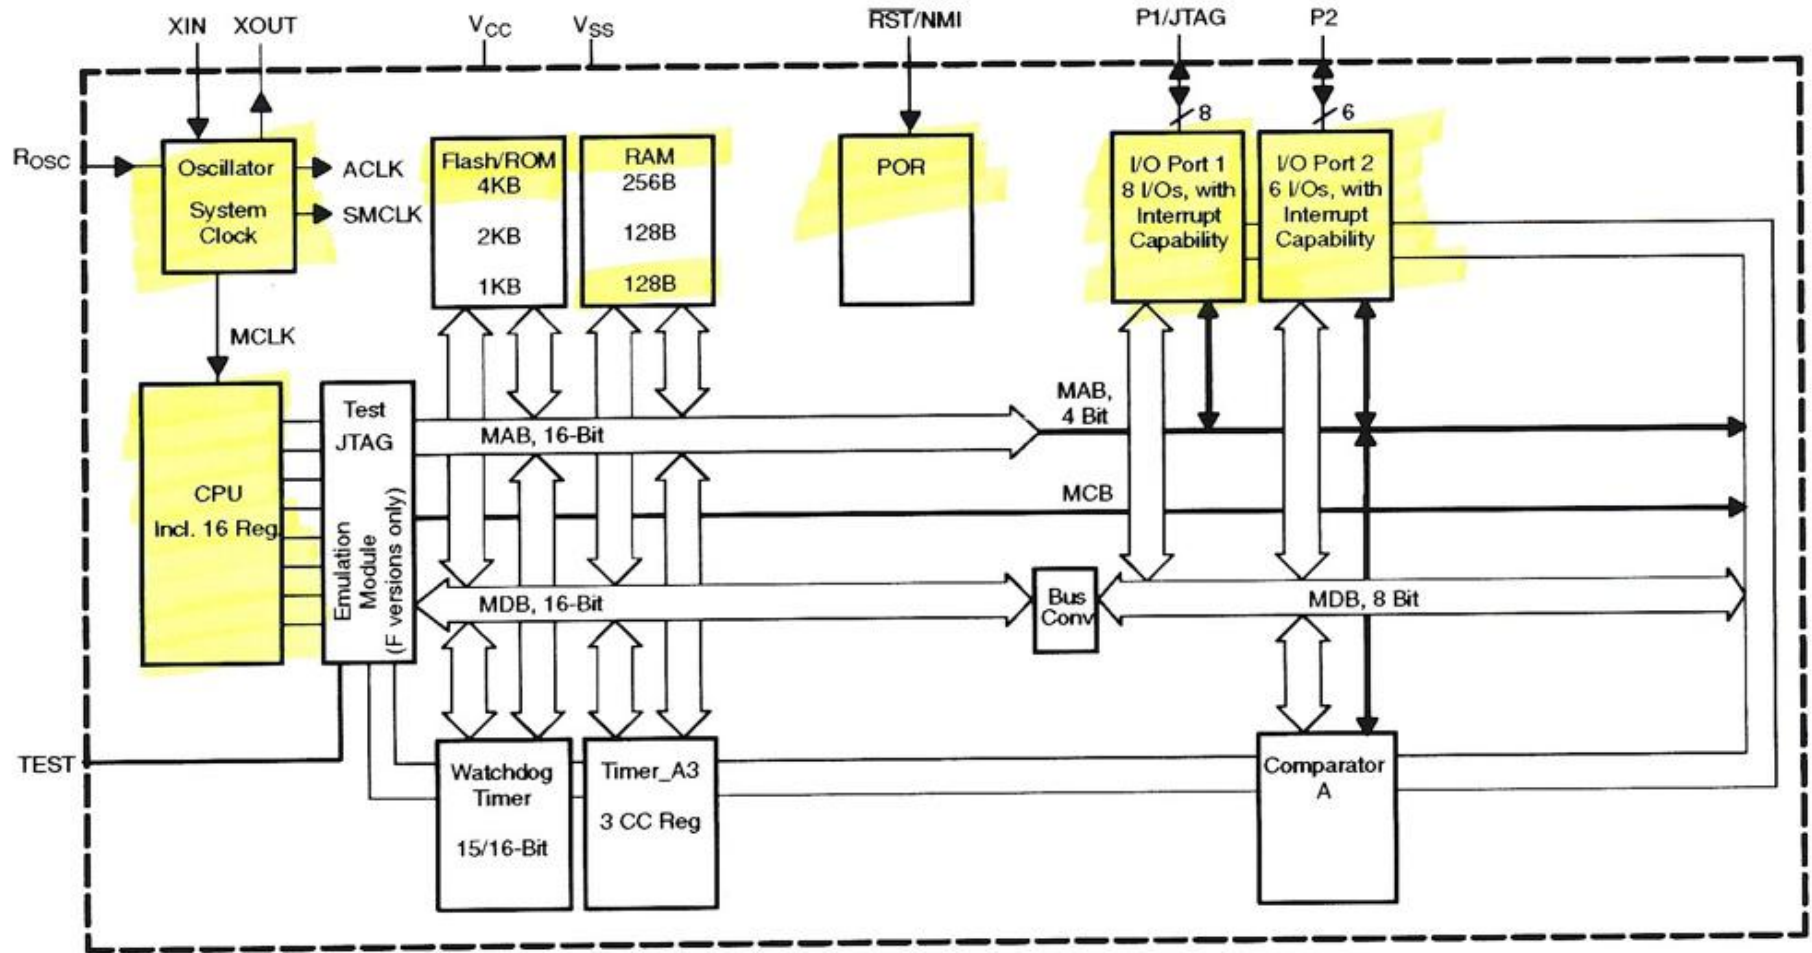 XIN XOUT VCC VSS RST/NMI P1/JTAG P2
8 6
ROSC
Oscillator
System
Clock
ACLK
SMCLK
MCLK
Flash/ROM
4KB
2KB
1KB
RAM
256B
128B
128B
POR
I/O Port 1
8 I/Os, with
Interrupt
Capability
I/O Port 2
6 I/Os, with
Interrupt
Capability
CPU
Incl. 16 Reg.
Test
JTAG
Emulation
Module
(F versions only)
MAB, 16-Bit
MAB,
4 Bit
MCB
MDB, 16-Bit
Bus
Conv
MDB, 8 Bit
TEST
Watchdog
Timer
15/16-Bit
Timer_A3
3 CC Reg
Comparator
A